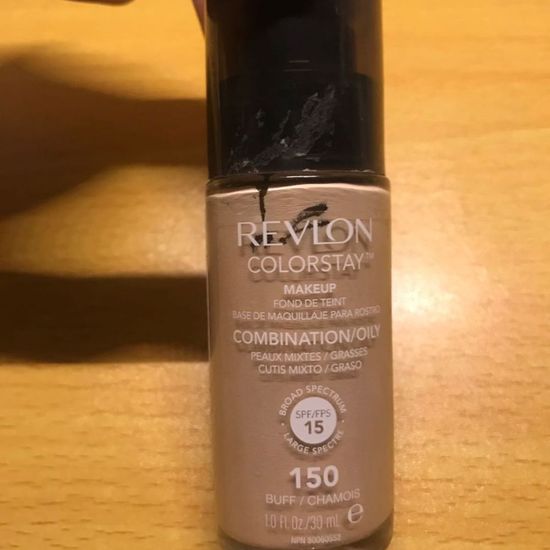 REVLON
COLORSTAY™
MAKEUP
FOND DE TEINT
BASE DE MAQUILLAJE PARA ROSTRO
COMBINATION/OILY
PEAUX MIXTES / GRASSES
CUTIS MIXTO / GRASO
BROAD SPECTRUM
SPF/FPS
15
LARGE SPECTRE
150
BUFF / CHAMOIS
1.0 fl.Oz/30 mL e
NPN